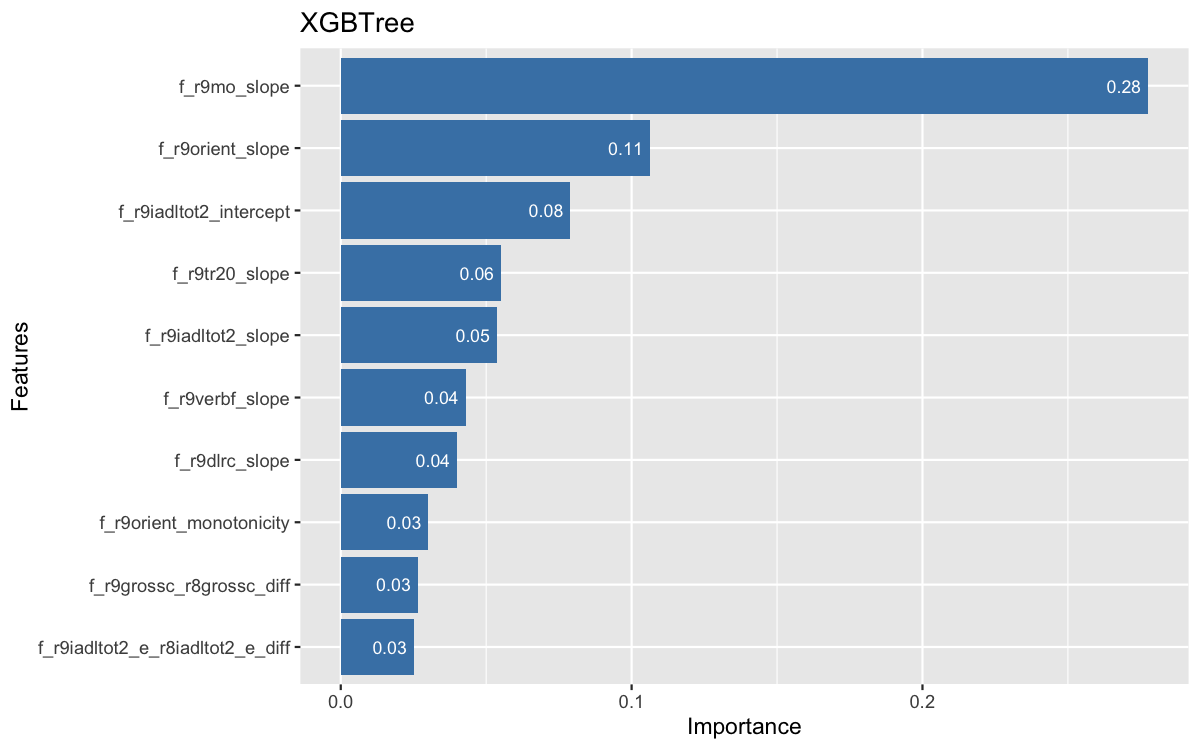 XGBTree
Features
f_r9mo_slope
0.28
f_r9orient_slope
0.11
f_r9iadltot2_intercept
0.08
f_r9tr20_slope
0.06
f_r9iadltot2_slope
0.05
f_r9verbf_slope
0.04
f_r9dlrc_slope
0.04
f_r9orient_monotonicity
0.03
f_r9grossc_r8grossc_diff
0.03
f_r9iadltot2_e_r8iadltot2_e_diff
0.03
0.0
0.1
0.2
Importance